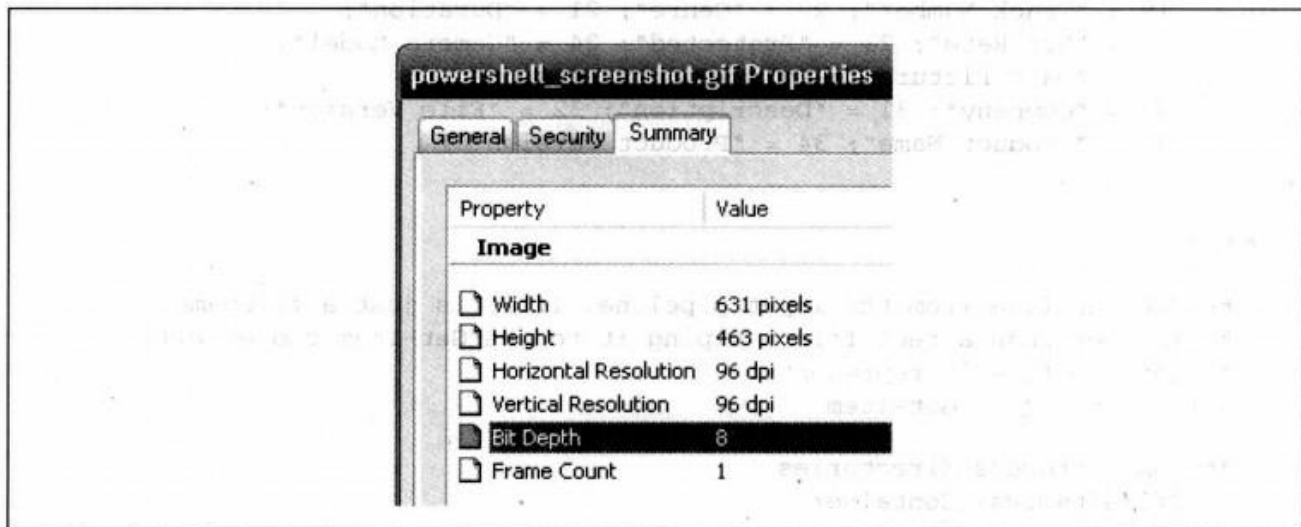 powershell_screenshot.gif Properties
General Security Summary
Property Value
Image
Width 631 pixels
Height 463 pixels
Horizontal Resolution 96 dpi
Vertical Resolution 96 dpi
Bit Depth 8
Frame Count 1